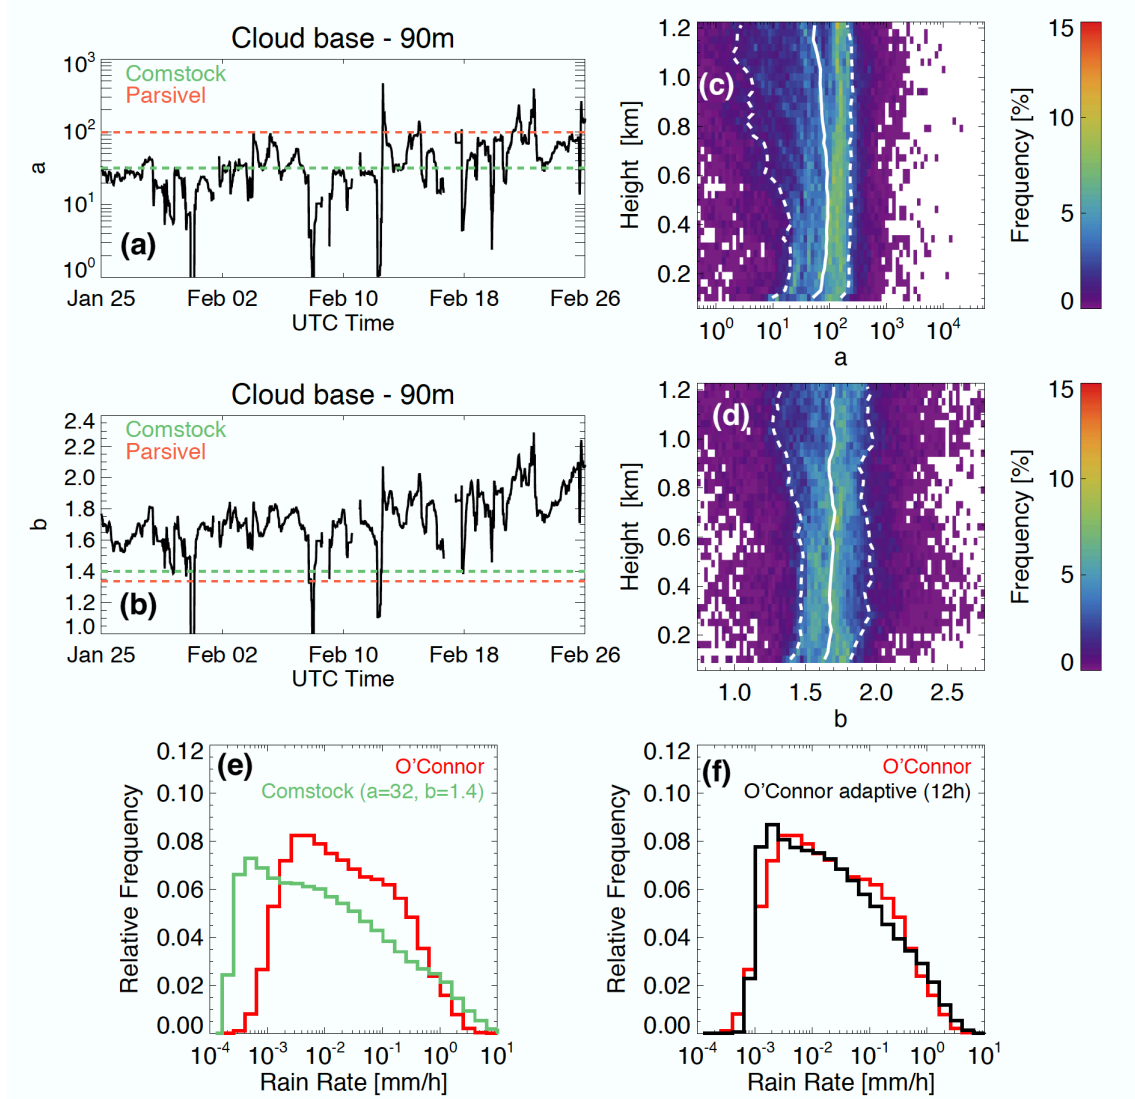 Cloud base - 90m
Comstock
Parsivel
10³
10²
10¹
10⁰
a
(a)
Jan 25 Feb 02 Feb 10 Feb 18 Feb 26
UTC Time
1.2
1.0
0.8
0.6
0.4
0.2
Height [km]
(c)
10⁰ 10¹ 10² 10³ 10⁴
a
15
10
5
0
Frequency [%]
Cloud base - 90m
Comstock
Parsivel
2.4
2.2
2.0
1.8
1.6
1.4
1.2
1.0
b
(b)
Jan 25 Feb 02 Feb 10 Feb 18 Feb 26
UTC Time
1.2
1.0
0.8
0.6
0.4
0.2
Height [km]
(d)
1.0 1.5 2.0 2.5
b
15
10
5
0
Frequency [%]
(e)
O'Connor
Comstock (a=32, b=1.4)
0.12
0.10
0.08
0.06
0.04
0.02
0.00
Relative Frequency
10⁻⁴ 10⁻³ 10⁻² 10⁻¹ 10⁰ 10¹
Rain Rate [mm/h]
(f)
O'Connor
O'Connor adaptive (12h)
0.12
0.10
0.08
0.06
0.04
0.02
0.00
Relative Frequency
10⁻⁴ 10⁻³ 10⁻² 10⁻¹ 10⁰ 10¹
Rain Rate [mm/h]